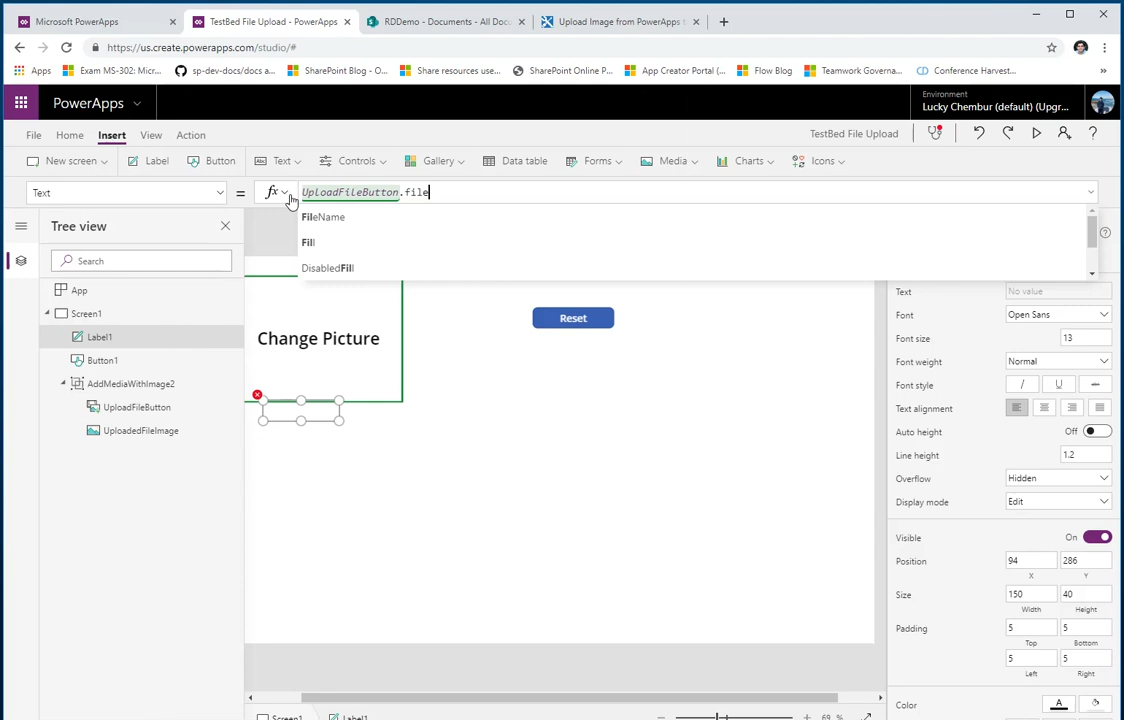 Microsoft PowerApps
TestBed File Upload - PowerApps
RDDemo - Documents - All Doc
Upload Image from PowerApps t
https://us.create.powerapps.com/studio/#
Apps
Exam MS-302: Micr...
sp-dev-docs/docs a...
SharePoint Blog - O...
Share resources use...
SharePoint Online P...
App Creator Portal (...
Flow Blog
Teamwork Governa...
Conference Harvest...
PowerApps
Environment
Lucky Chembur (default) (Upgr...
File
Home
Insert
View
Action
TestBed File Upload
New screen
Label
Button
Text
Controls
Gallery
Data table
Forms
Media
Charts
Icons
Text
=
fx
UploadFileButton.file
FileName
Fill
DisabledFill
Tree view
Search
App
Screen1
Label1
Button1
AddMediaWithImage2
UploadFileButton
UploadedFileImage
Change Picture
Reset
Text
No value
Font
Open Sans
Font size
13
Font weight
Normal
Font style
Text alignment
Auto height
Off
Line height
1.2
Overflow
Hidden
Display mode
Edit
Visible
On
Position
94
286
X
Y
Size
150
40
Width
Height
Padding
5
5
Top
Bottom
5
5
Left
Right
Color
A
Screen1
Label1
69 %